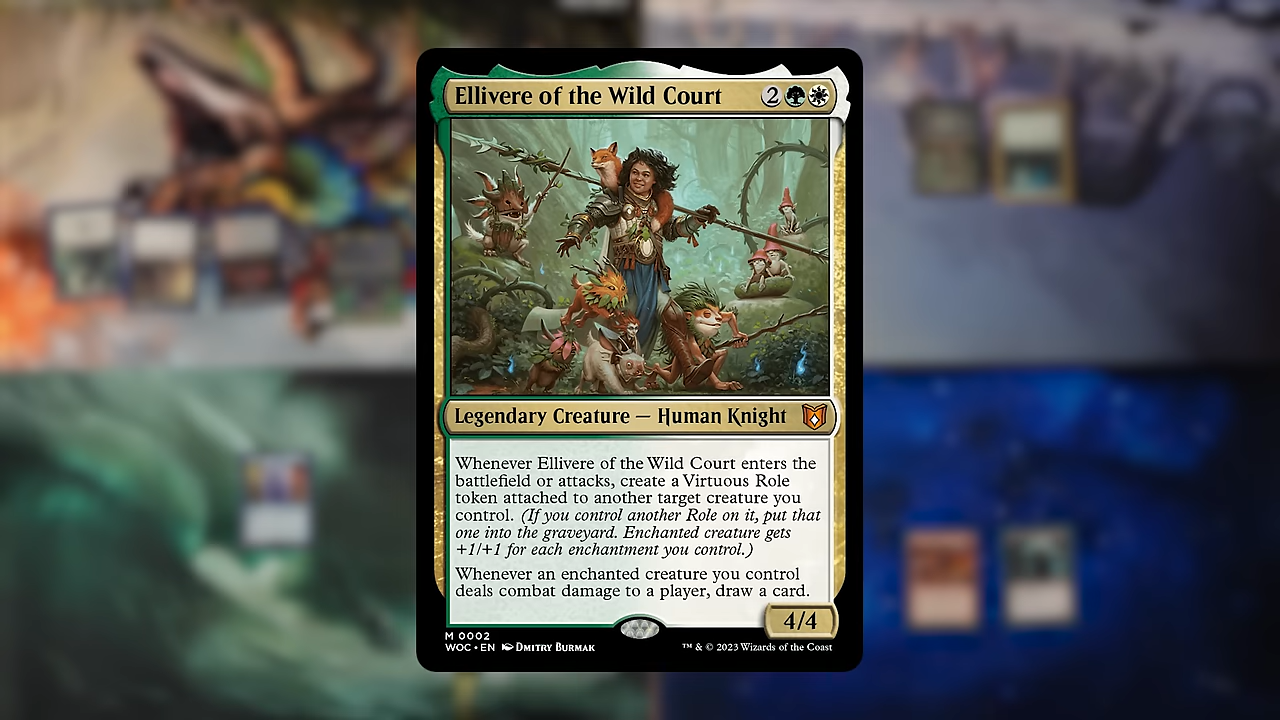 Ellivere of the Wild Court 2
Legendary Creature — Human Knight
Whenever Ellivere of the Wild Court enters the
battlefield or attacks, create a Virtuous Role
token attached to another target creature you
control. (If you control another Role on it, put that
one into the graveyard. Enchanted creature gets
+1/+1 for each enchantment you control.)
Whenever an enchanted creature you control
deals combat damage to a player, draw a card.
4/4
M 0002
WOC • EN Dmitry Burmak
™ & © 2023 Wizards of the Coast